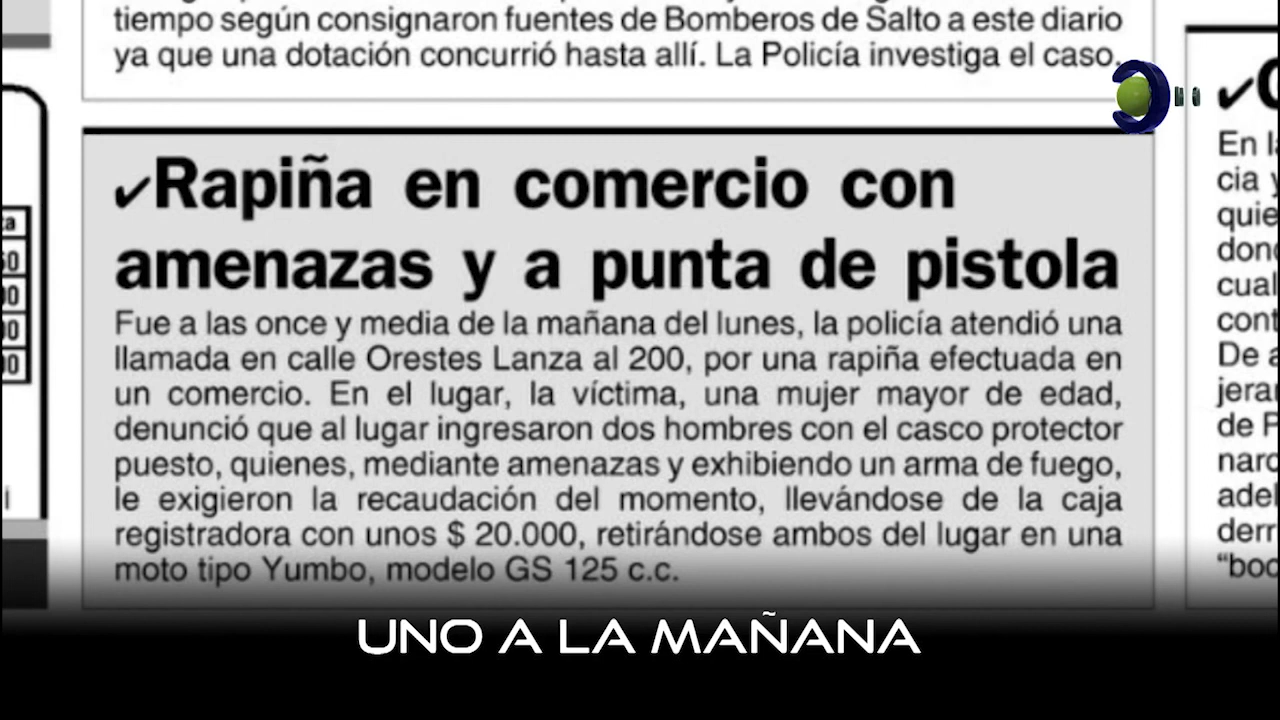 tiempo según consignaron fuentes de Bomberos de Salto a este diario
ya que una dotación concurrió hasta allí. La Policía investiga el caso.
✔Rapiña en comercio con
amenazas y a punta de pistola
Fue a las once y media de la mañana del lunes, la policía atendió una
llamada en calle Orestes Lanza al 200, por una rapiña efectuada en
un comercio. En el lugar, la víctima, una mujer mayor de edad,
denunció que al lugar ingresaron dos hombres con el casco protector
puesto, quienes, mediante amenazas y exhibiendo un arma de fuego,
le exigieron la recaudación del momento, llevándose de la caja
registradora con unos $ 20.000, retirándose ambos del lugar en una
moto tipo Yumbo, modelo GS 125 c.c.
En
cia y
De
de
UNO A LA MAÑANA